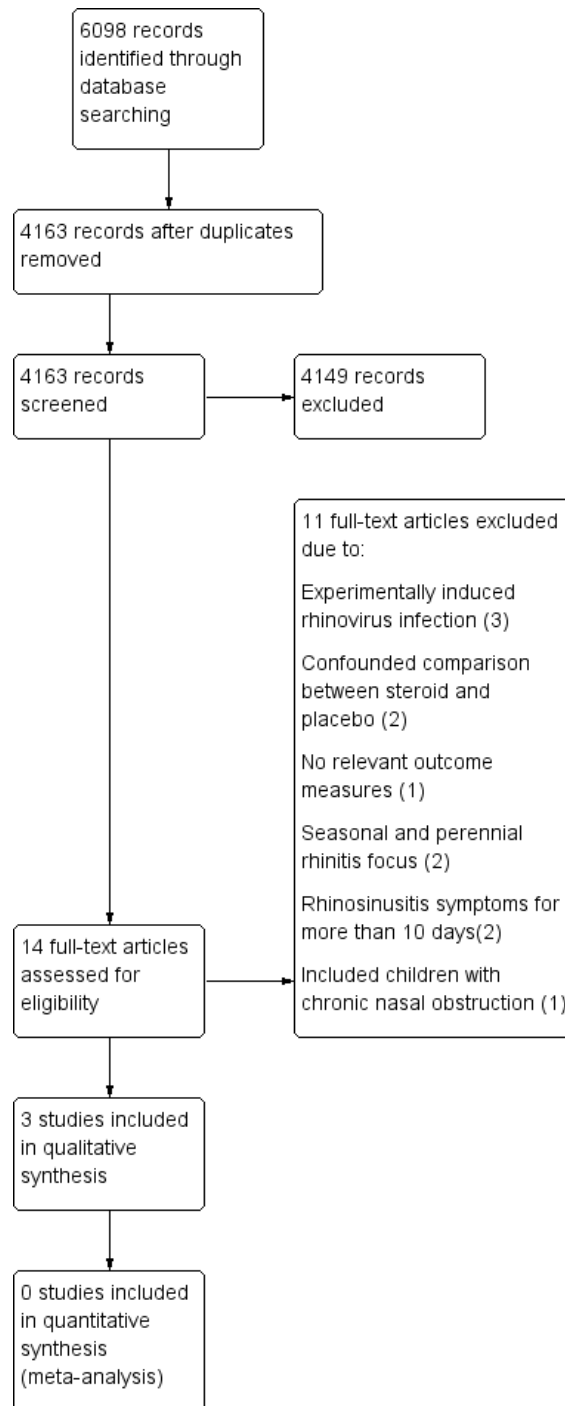 6098 records
identified through
database
searching
4163 records after duplicates
removed
4163 records
screened
4149 records
excluded
11 full-text articles excluded
due to:
Experimentally induced
rhinovirus infection (3)
Confounded comparison
between steroid and
placebo (2)
No relevant outcome
measures (1)
Seasonal and perennial
rhinitis focus (2)
Rhinosinusitis symptoms for
more than 10 days(2)
Included children with
chronic nasal obstruction (1)
14 full-text articles
assessed for
eligibility
3 studies included
in qualitative
synthesis
0 studies included
in quantitative
synthesis
(meta-analysis)